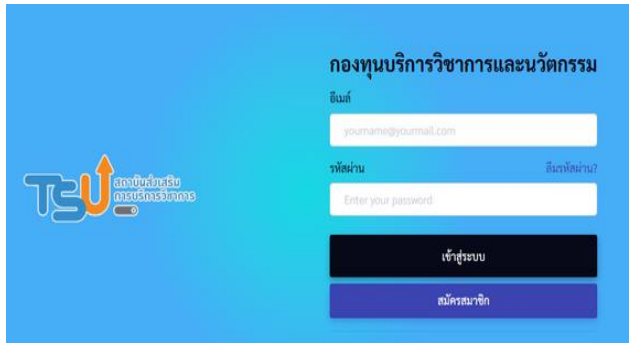 กองทุนบริการวิชาการและนวัตกรรม
อีเมล์
yourname@yourmail.com
รหัสผ่าน ลืมรหัสผ่าน?
Enter your password
TSU สถาบันส่งเสริม
การบริการวิชาการ
เข้าสู่ระบบ
สมัครสมาชิก